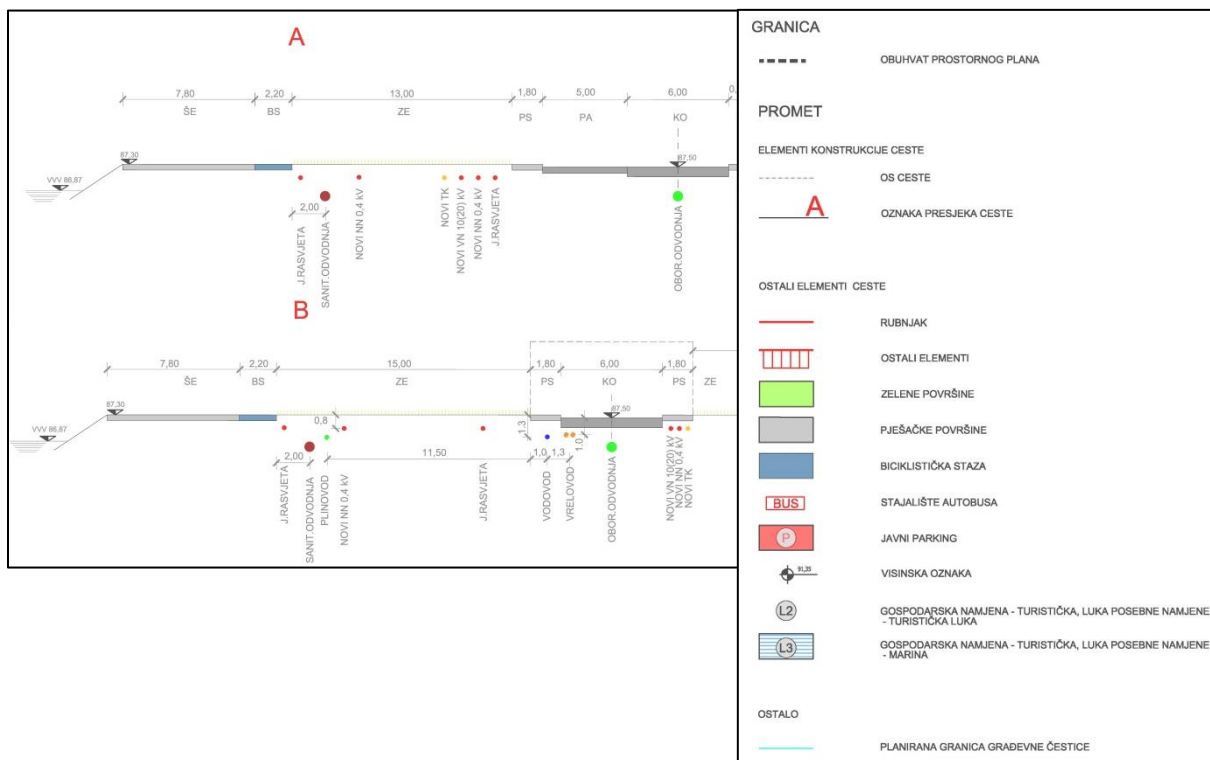 A
7,80 2,20 13,00 1,80 5,00 6,00 0,
ŠE BS ZE PS PA KO
87,30
87,50
VVV 86,87
2,00
J.RASVJETA
SANIT.ODVODNJA
NOVI NN 0,4 kV
NOVI TK
NOVI VN 10(20) kV
NOVI NN 0,4 kV
J.RASVJETA
OBOR.ODVODNJA
B
7,80 2,20 15,00 1,80 6,00 1,80
ŠE BS ZE PS KO PS ZE
87,30
87,50
VVV 86,87
0,8
1,3
1,0
2,00
11,50
1,0 1,3
J.RASVJETA
SANIT.ODVODNJA
PLINOVOD
NOVI NN 0,4 kV
J.RASVJETA
VODOVOD
VRELOVOD
OBOR.ODVODNJA
NOVI VN 10(20) kV
NOVI NN 0,4 kV
NOVI TK
GRANICA
OBUHVAT PROSTORNOG PLANA
PROMET
ELEMENTI KONSTRUKCIJE CESTE
OS CESTE
A
OZNAKA PRESJEKA CESTE
OSTALI ELEMENTI CESTE
RUBNJAK
OSTALI ELEMENTI
ZELENE POVRŠINE
PJEŠAČKE POVRŠINE
BICIKLISTIČKA STAZA
BUS
STAJALIŠTE AUTOBUSA
P
JAVNI PARKING
91,35
VISINSKA OZNAKA
L2
GOSPODARSKA NAMJENA - TURISTIČKA, LUKA POSEBNE NAMJENE
- TURISTIČKA LUKA
L3
GOSPODARSKA NAMJENA - TURISTIČKA, LUKA POSEBNE NAMJENE
- MARINA
OSTALO
PLANIRANA GRANICA GRAĐEVNE ČESTICE